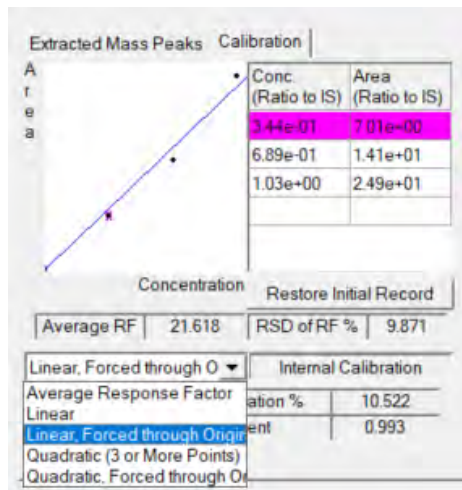 Extracted Mass Peaks Calibration
Area
Conc. (Ratio to IS) Area (Ratio to IS)
3.44e-01 7.01e+00
6.89e-01 1.41e+01
1.03e+00 2.49e+01
Concentration
Restore Initial Record
Average RF 21.618 RSD of RF % 9.871
Linear, Forced through O Internal Calibration
Average Response Factor
ation % 10.522
Linear
Linear, Forced through Origin
ent 0.993
Quadratic (3 or More Points)
Quadratic, Forced through Or